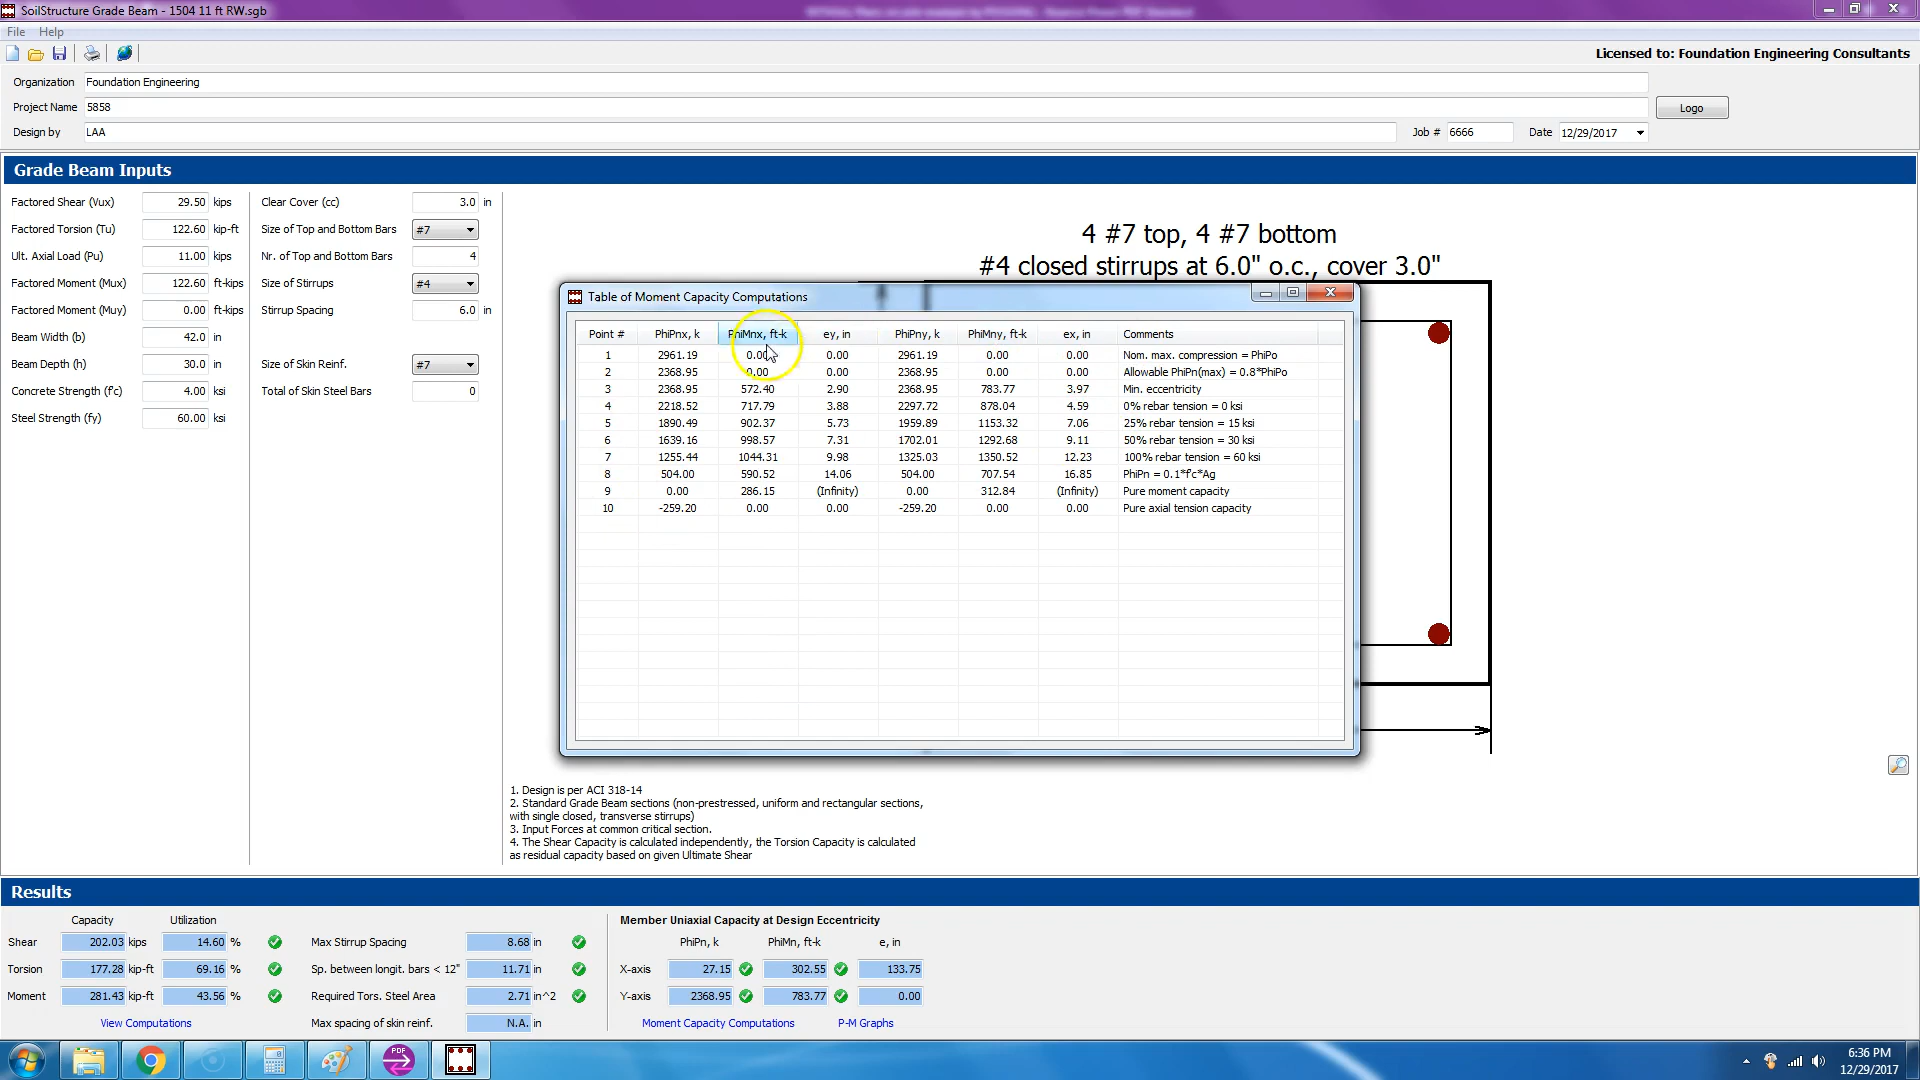 SoilStructure Grade Beam - 1504 11 ft RW.sgb
File Help
Licensed to: Foundation Engineering Consultants
Organization Foundation Engineering
Project Name 5858 Logo
Design by LAA Job # 6666 Date 12/29/2017
Grade Beam Inputs
Factored Shear (Vux) 29.50 kips Clear Cover (cc) 3.0 in
Factored Torsion (Tu) 122.60 kip-ft Size of Top and Bottom Bars #7
Ult. Axial Load (Pu) 11.00 kips Nr. of Top and Bottom Bars 4
Factored Moment (Mux) 122.60 ft-kips Size of Stirrups #4
Factored Moment (Muy) 0.00 ft-kips Stirrup Spacing 6.0 in
Beam Width (b) 42.0 in
Beam Depth (h) 30.0 in Size of Skin Reinf. #7
Concrete Strength (f'c) 4.00 ksi Total of Skin Steel Bars 0
Steel Strength (fy) 60.00 ksi
4 #7 top, 4 #7 bottom
#4 closed stirrups at 6.0" o.c., cover 3.0"
Table of Moment Capacity Computations
Point # PhiPnx, k PhiMnx, ft-k ey, in PhiPny, k PhiMny, ft-k ex, in Comments
1 2961.19 0.00 0.00 2961.19 0.00 0.00 Nom. max. compression = PhiPo
2 2368.95 0.00 0.00 2368.95 0.00 0.00 Allowable PhiPn(max) = 0.8*PhiPo
3 2368.95 572.40 2.90 2368.95 783.77 3.97 Min. eccentricity
4 2218.52 717.79 3.88 2297.72 878.04 4.59 0% rebar tension = 0 ksi
5 1890.49 902.37 5.73 1959.89 1153.32 7.06 25% rebar tension = 15 ksi
6 1639.16 998.57 7.31 1702.01 1292.68 9.11 50% rebar tension = 30 ksi
7 1255.44 1044.31 9.98 1325.03 1350.52 12.23 100% rebar tension = 60 ksi
8 504.00 590.52 14.06 504.00 707.54 16.85 PhiPn = 0.1*f'c*Ag
9 0.00 286.15 (Infinity) 0.00 312.84 (Infinity) Pure moment capacity
10 -259.20 0.00 0.00 -259.20 0.00 0.00 Pure axial tension capacity
1. Design is per ACI 318-14
2. Standard Grade Beam sections (non-prestressed, uniform and rectangular sections,
with single closed, transverse stirrups)
3. Input Forces at common critical section.
4. The Shear Capacity is calculated independently, the Torsion Capacity is calculated
as residual capacity based on given Ultimate Shear
Results
Capacity Utilization Member Uniaxial Capacity at Design Eccentricity
Shear 202.03 kips 14.60 % Max Stirrup Spacing 8.68 in PhiPn, k PhiMn, ft-k e, in
Torsion 177.28 kip-ft 69.16 % Sp. between longit. bars < 12" 11.71 in X-axis 27.15 302.55 133.75
Moment 281.43 kip-ft 43.56 % Required Tors. Steel Area 2.71 in^2 Y-axis 2368.95 783.77 0.00
View Computations Max spacing of skin reinf. N.A. in Moment Capacity Computations P-M Graphs
PDF
6:36 PM
12/29/2017